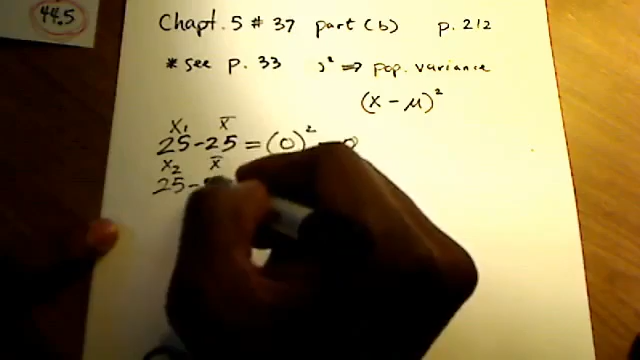 44.5
Chapt. 5 # 37 part (b) p. 212
* see p. 33 ⇒ pop. variance
(x - μ)²
x₁ x̄
25 - 25 = (0)² = 0
x₂ x̄
25 -